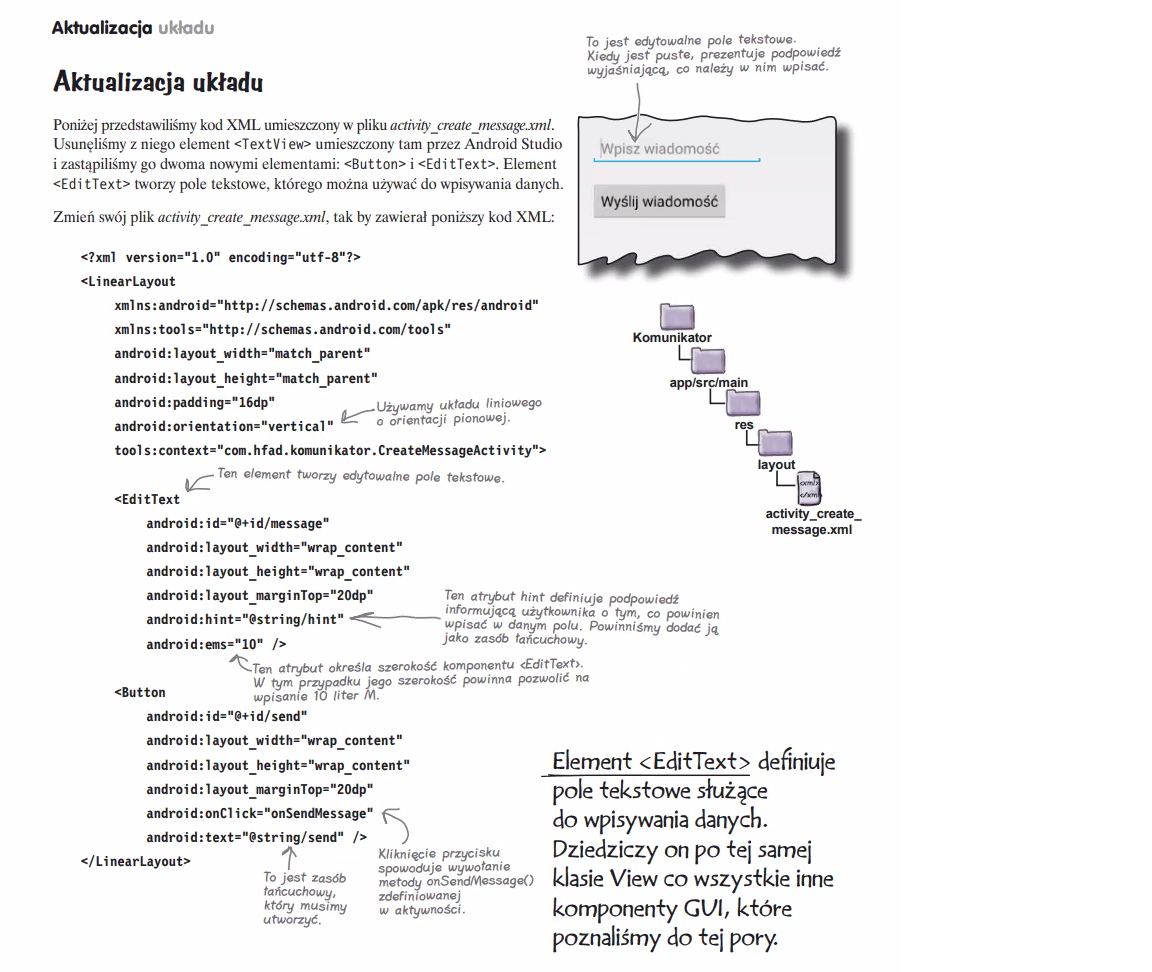 Aktualizacja układu
Aktualizacja układu
Poniżej przedstawiliśmy kod XML umieszczony w pliku activity_create_message.xml.
Usunęliśmy z niego element <TextView> umieszczony tam przez Android Studio
i zastąpiliśmy go dwoma nowymi elementami: <Button> i <EditText>. Element
<EditText> tworzy pole tekstowe, którego można używać do wpisywania danych.
Zmień swój plik activity_create_message.xml, tak by zawierał poniższy kod XML:
To jest edytowalne pole tekstowe.
Kiedy jest puste, prezentuje podpowiedź
wyjaśniającą, co należy w nim wpisać.
Wpisz wiadomość
Wyślij wiadomość
<?xml version="1.0" encoding="utf-8"?>
<LinearLayout
xmlns:android="http://schemas.android.com/apk/res/android"
xmlns:tools="http://schemas.android.com/tools"
android:layout_width="match_parent"
android:layout_height="match_parent"
android:padding="16dp"
android:orientation="vertical"
Używamy układu liniowego
o orientacji pionowej.
tools:context="com.hfad.komunikator.CreateMessageActivity">
Ten element tworzy edytowalne pole tekstowe.
<EditText
android:id="@+id/message"
android:layout_width="wrap_content"
android:layout_height="wrap_content"
android:layout_marginTop="20dp"
android:hint="@string/hint"
Ten atrybut hint definiuje podpowiedź
informującą użytkownika o tym, co powinien
wpisać w danym polu. Powinniśmy dodać ją
jako zasób łańcuchowy.
android:ems="10" />
Ten atrybut określa szerokość komponentu <EditText>.
W tym przypadku jego szerokość powinna pozwolić na
wpisanie 10 liter M.
<Button
android:id="@+id/send"
android:layout_width="wrap_content"
android:layout_height="wrap_content"
android:layout_marginTop="20dp"
android:onClick="onSendMessage"
android:text="@string/send" />
</LinearLayout>
To jest zasób
łańcuchowy,
który musimy
utworzyć.
Kliknięcie przycisku
spowoduje wywołanie
metody onSendMessage()
zdefiniowanej
w aktywności.
Komunikator
app/src/main
res
layout
<xml>
</xml>
activity_create_
message.xml
Element <EditText> definiuje
pole tekstowe służące
do wpisywania danych.
Dziedziczy on po tej samej
klasie View co wszystkie inne
komponenty GUI, które
poznaliśmy do tej pory.